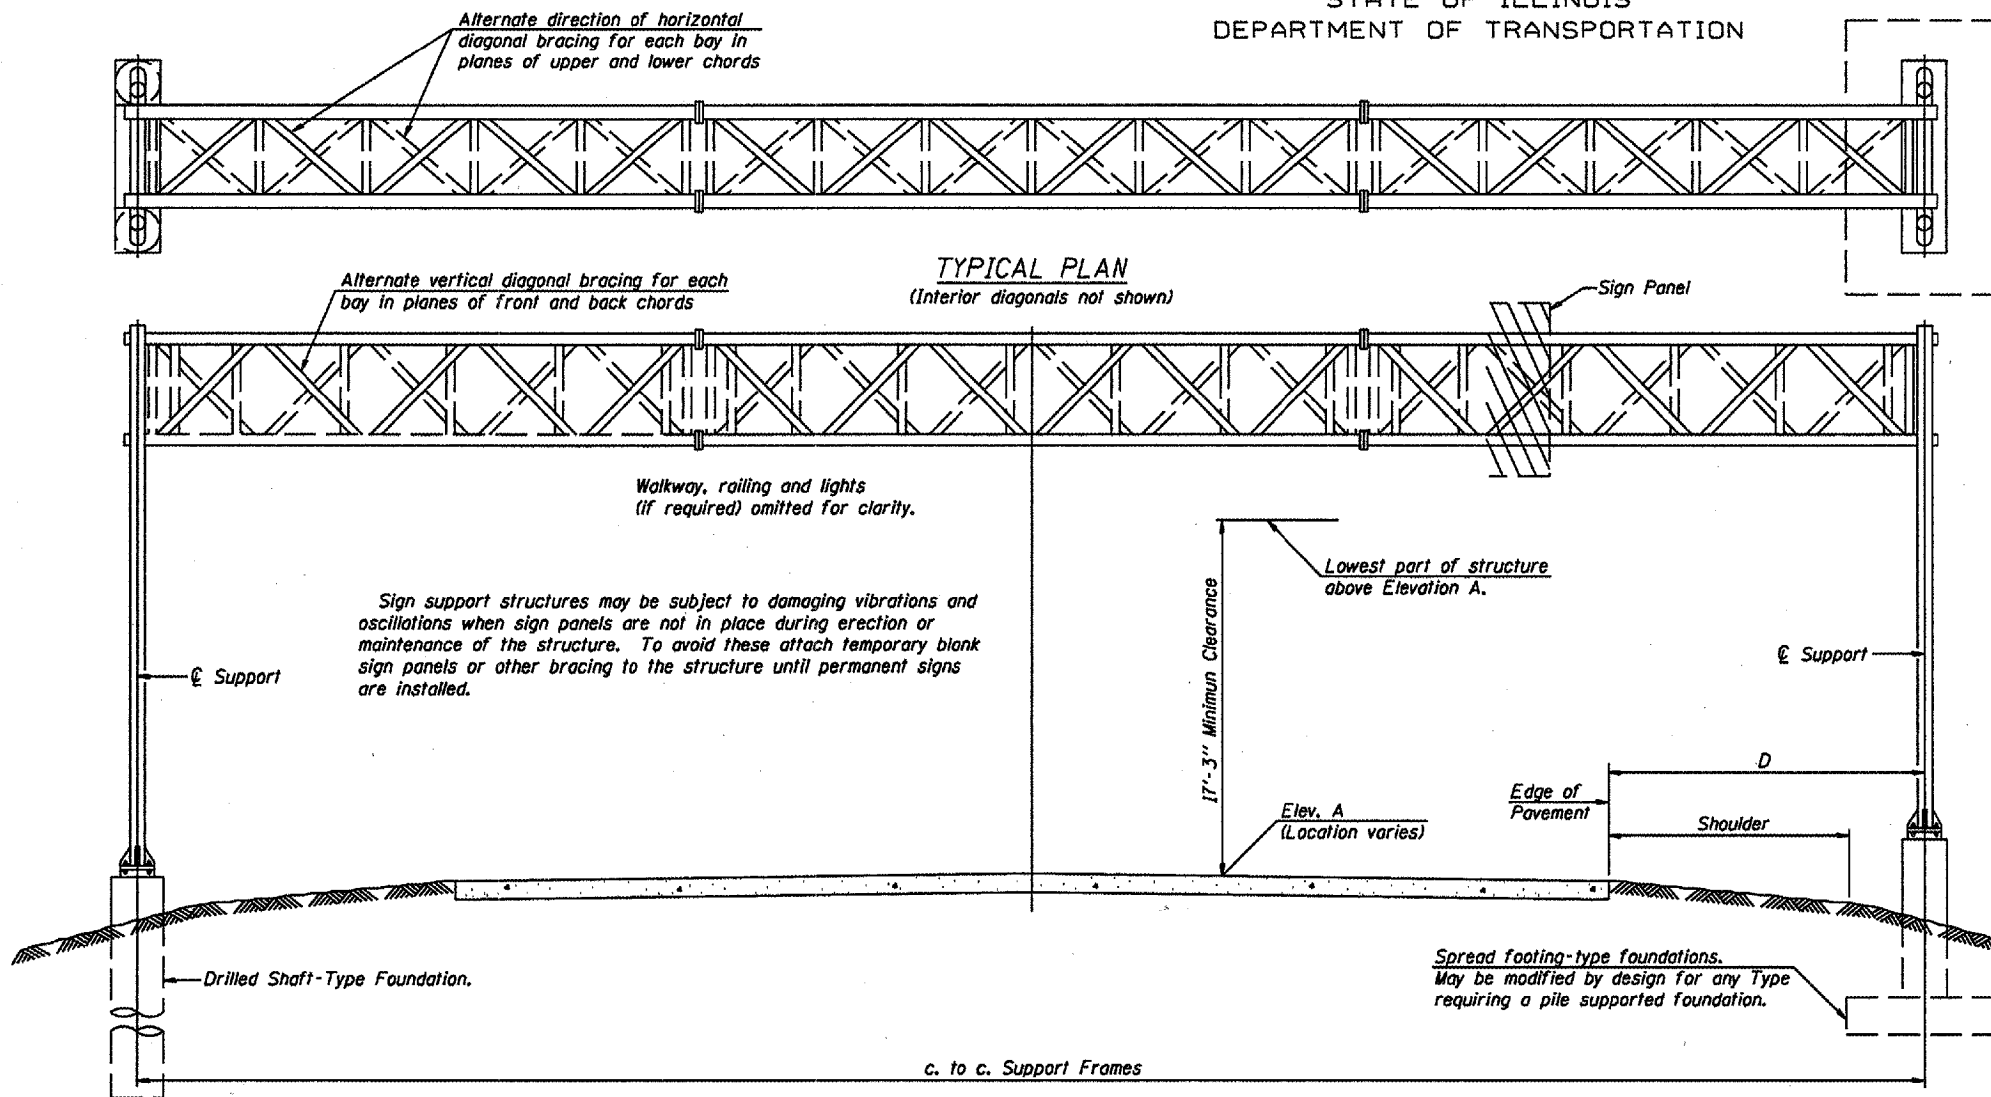 STATE OF ILLINOIS
DEPARTMENT OF TRANSPORTATION
Alternate direction of horizontal
diagonal bracing for each bay in
planes of upper and lower chords
TYPICAL PLAN
(Interior diagonals not shown)
Alternate vertical diagonal bracing for each
bay in planes of front and back chords
Sign Panel
Walkway, railing and lights
(if required) omitted for clarity.
Lowest part of structure
above Elevation A.
17'-3" Minimun Clearance
Sign support structures may be subject to damaging vibrations and
oscillations when sign panels are not in place during erection or
maintenance of the structure. To avoid these attach temporary blank
sign panels or other bracing to the structure until permanent signs
are installed.
℄ Support
℄ Support
D
Edge of
Pavement
Shoulder
Elev. A
(Location varies)
Drilled Shaft-Type Foundation.
Spread footing-type foundations.
May be modified by design for any Type
requiring a pile supported foundation.
c. to c. Support Frames